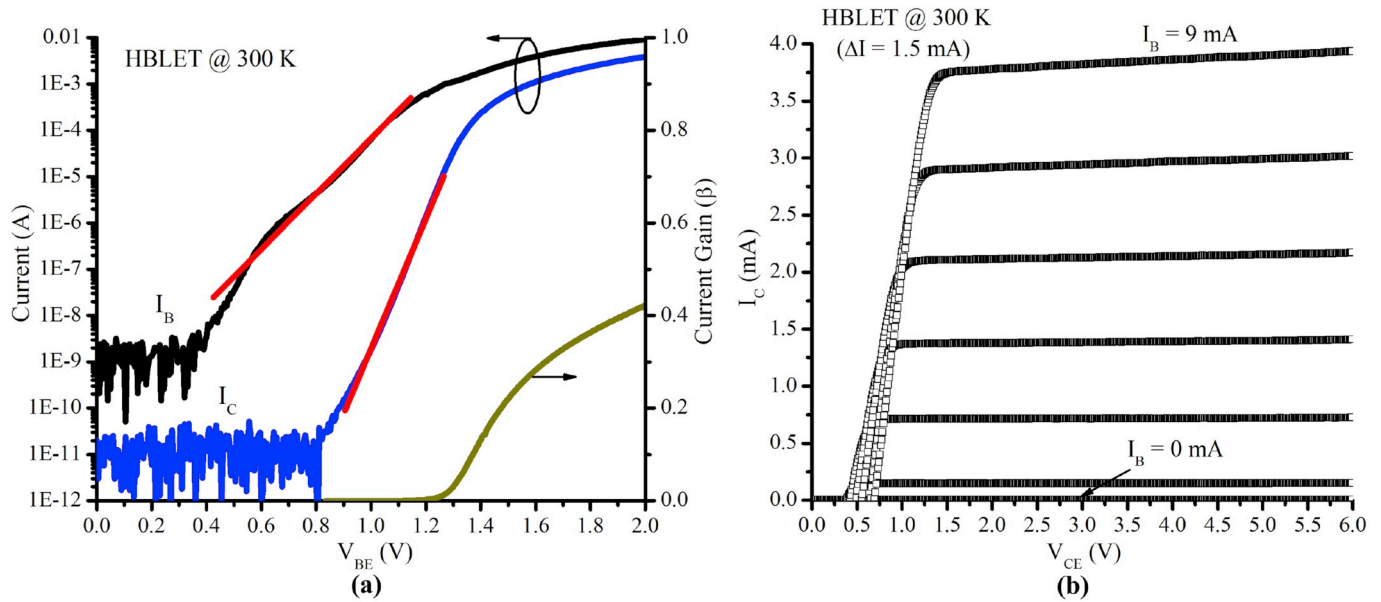 HBLET @ 300 K
0.01
1E-3
1E-4
1E-5
1E-6
1E-7
1E-8
1E-9
1E-10
1E-11
1E-12
Current (A)
I_B
I_C
0.0 0.2 0.4 0.6 0.8 1.0 1.2 1.4 1.6 1.8 2.0
V_BE (V)
1.0
0.8
0.6
0.4
0.2
0.0
Current Gain (β)
(a)
HBLET @ 300 K
(ΔI = 1.5 mA)
I_B = 9 mA
4.0
3.5
3.0
2.5
2.0
1.5
1.0
0.5
0.0
I_C (mA)
I_B = 0 mA
0.0 0.5 1.0 1.5 2.0 2.5 3.0 3.5 4.0 4.5 5.0 5.5 6.0
V_CE (V)
(b)